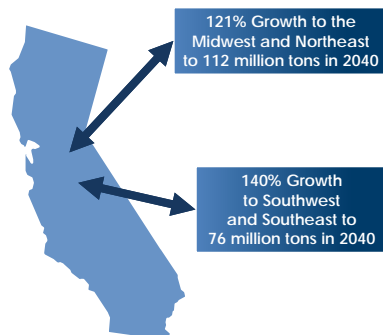 121% Growth to the
Midwest and Northeast
to 112 million tons in 2040
140% Growth
to Southwest
and Southeast to
76 million tons in 2040